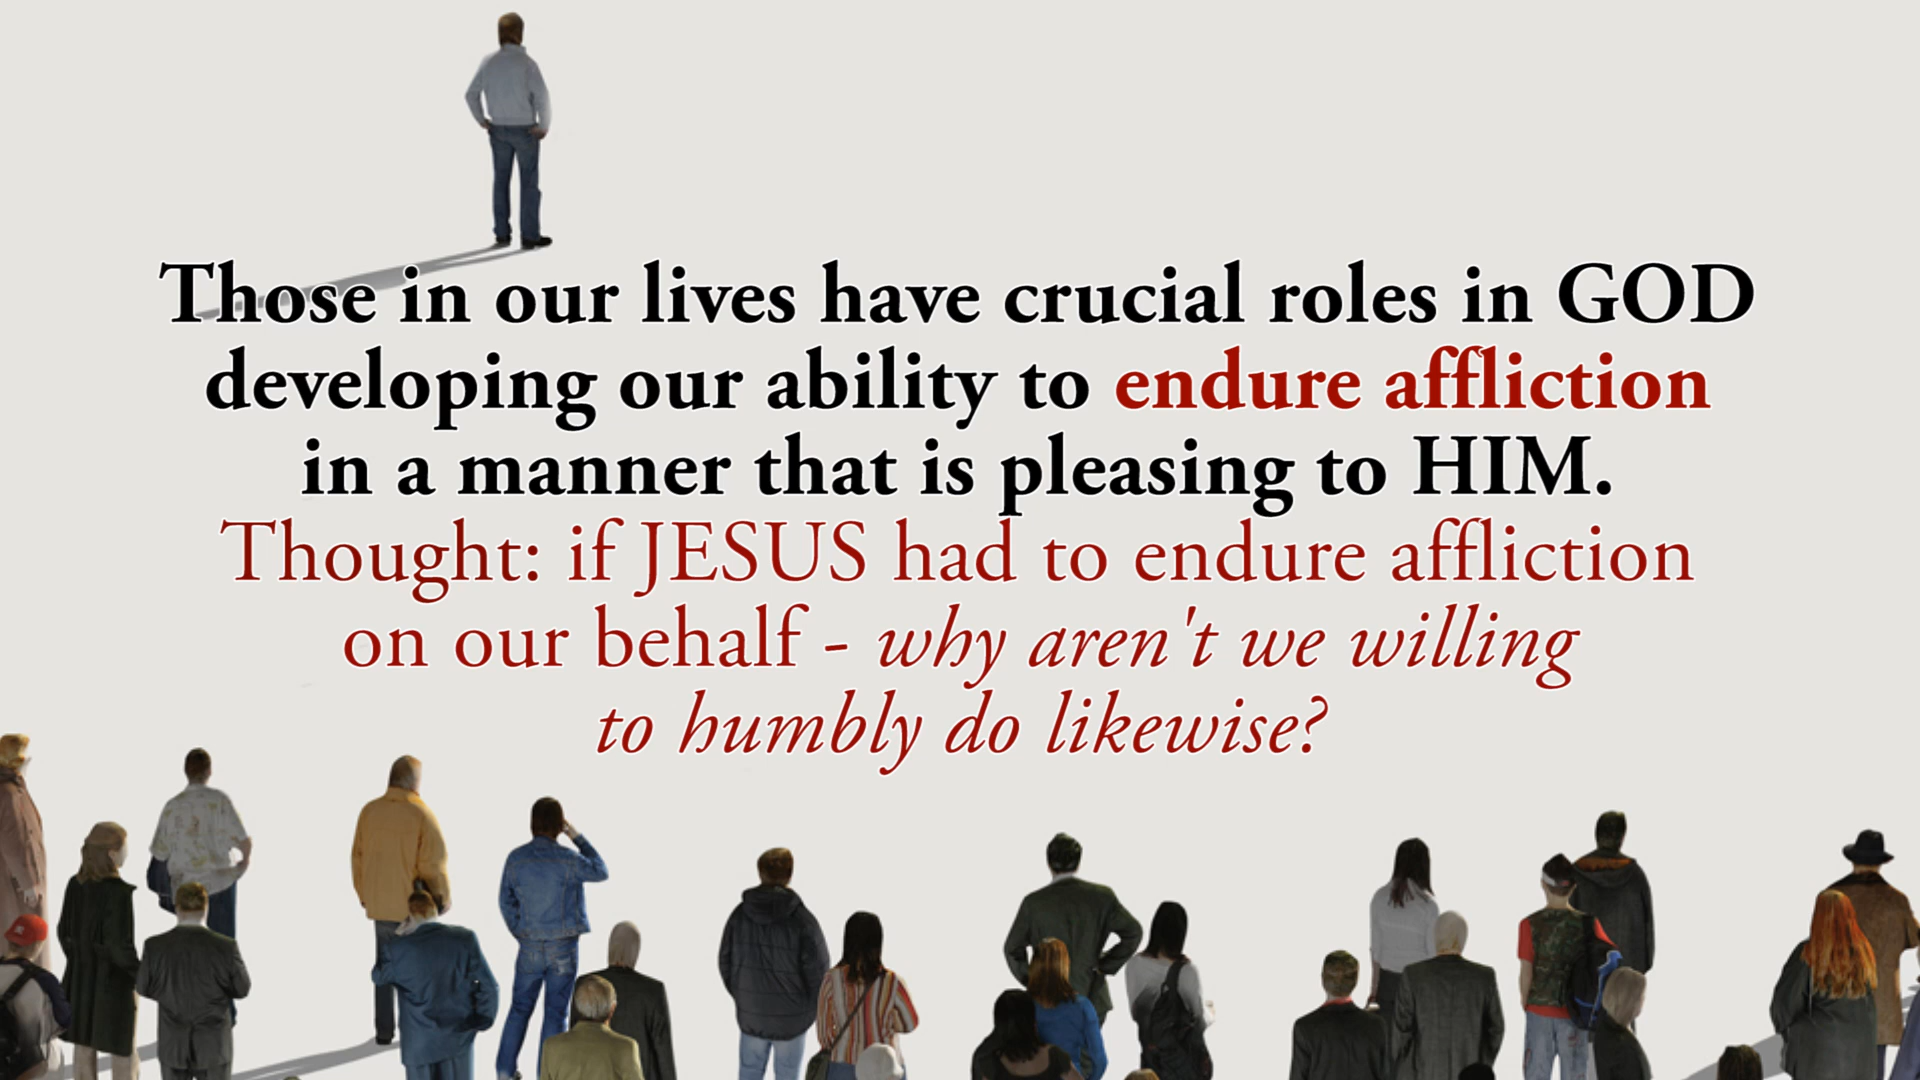 Those in our lives have crucial roles in GOD
developing our ability to endure affliction
in a manner that is pleasing to HIM.
Thought: if JESUS had to endure affliction
on our behalf - why aren't we willing
to humbly do likewise?